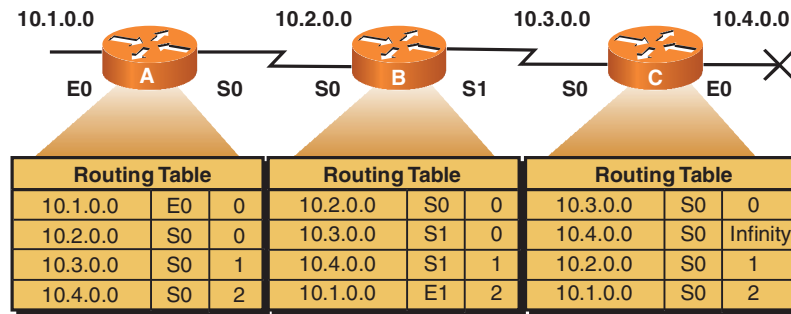 10.1.0.0 10.2.0.0 10.3.0.0 10.4.0.0
A B C
E0 S0 S0 S1 S0 E0
Routing Table Routing Table Routing Table
10.1.0.0 E0 0 10.2.0.0 S0 0 10.3.0.0 S0 0
10.2.0.0 S0 0 10.3.0.0 S1 0 10.4.0.0 S0 Infinity
10.3.0.0 S0 1 10.4.0.0 S1 1 10.2.0.0 S0 1
10.4.0.0 S0 2 10.1.0.0 E1 2 10.1.0.0 S0 2